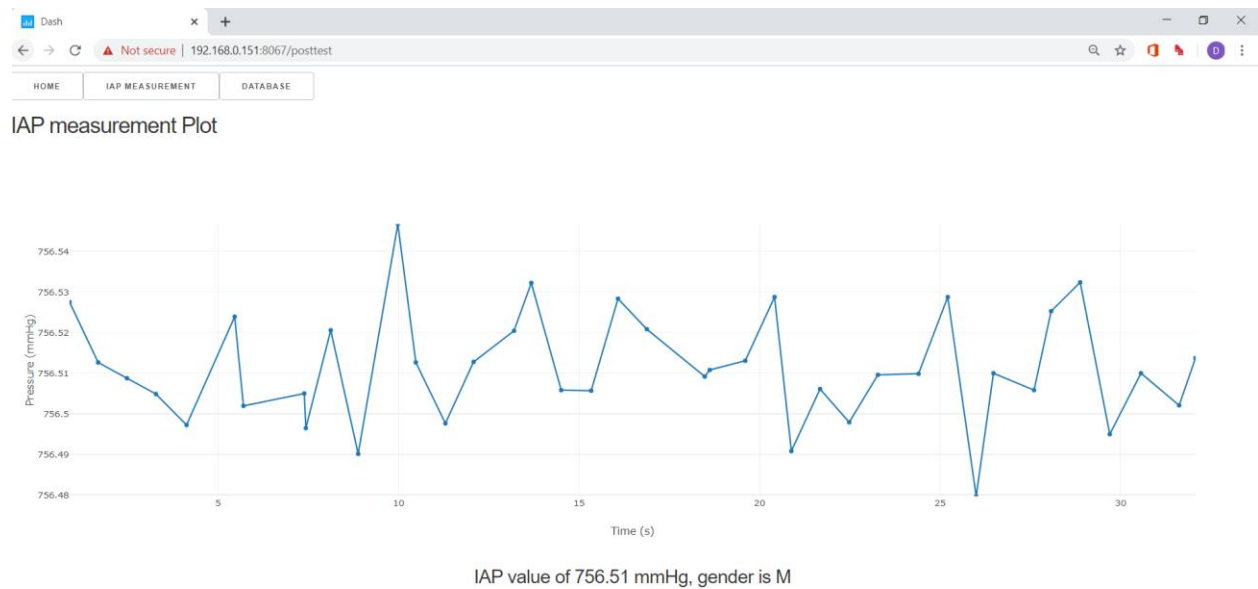 Dash
Not secure | 192.168.0.151:8067/posttest
D
HOME IAP MEASUREMENT DATABASE
IAP measurement Plot
756.54
756.53
756.52
756.51
756.5
756.49
756.48
Pressure (mmHg)
5 10 15 20 25 30
Time (s)
IAP value of 756.51 mmHg, gender is M